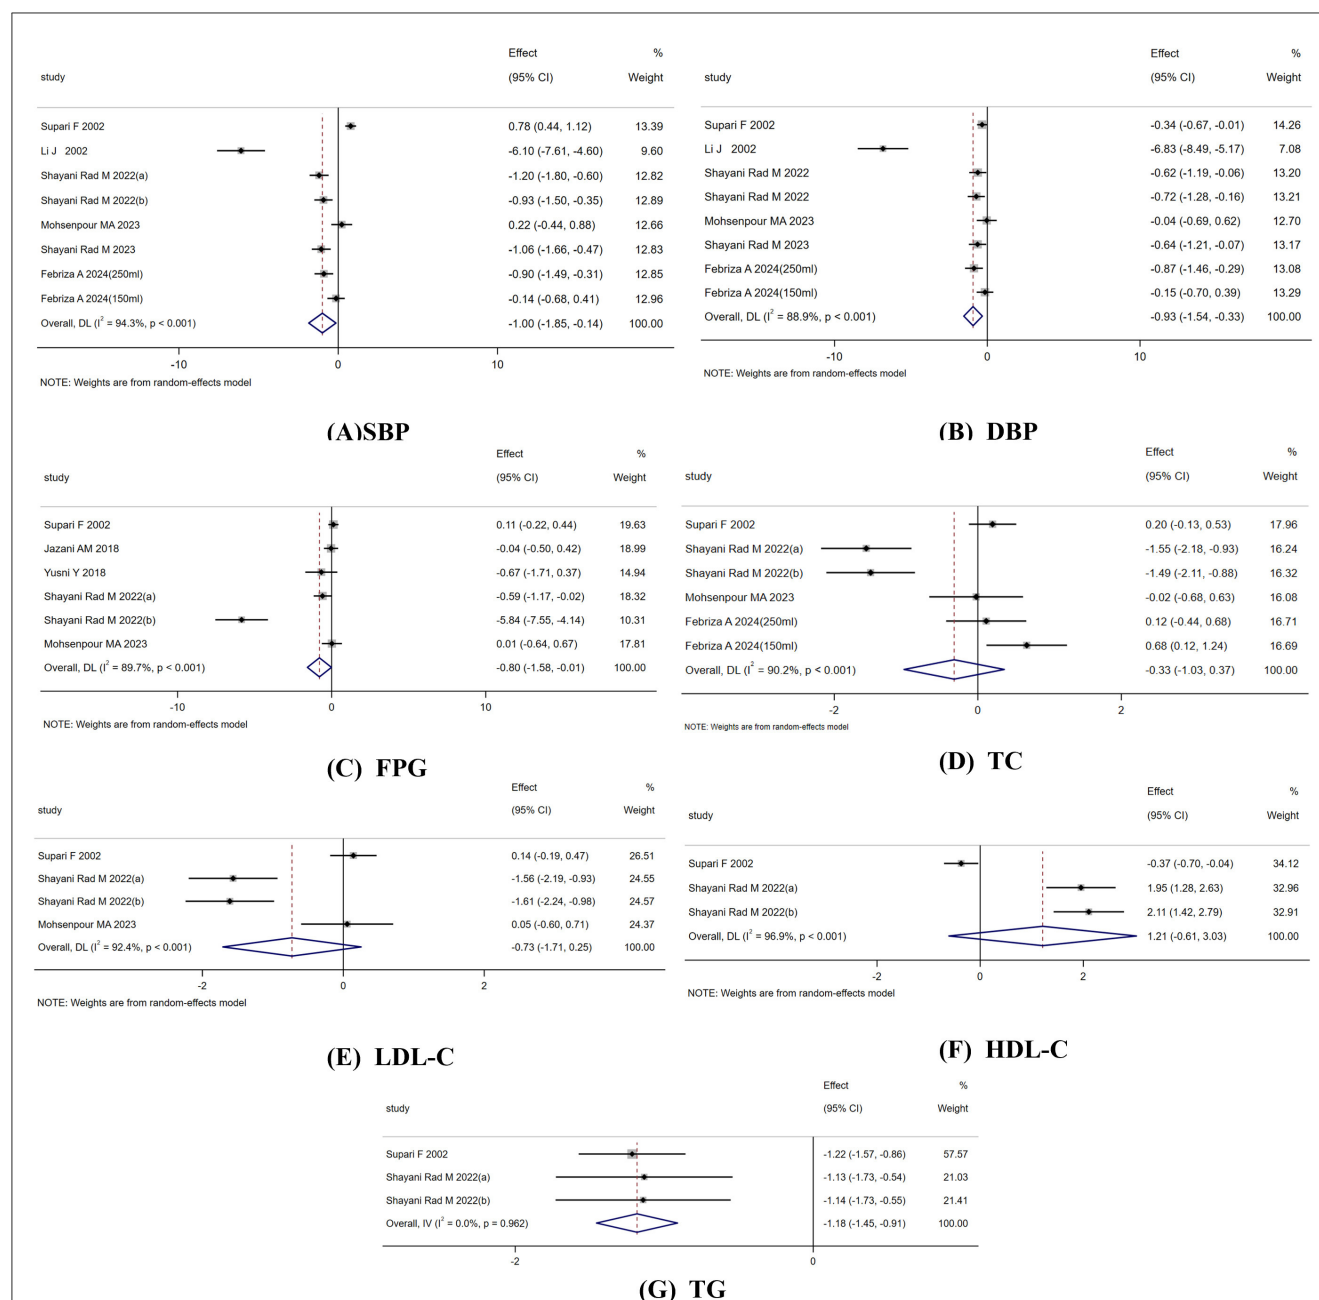 Effect %
study (95% CI) Weight
Supari F 2002 0.78 (0.44, 1.12) 13.39
Li J 2002 -6.10 (-7.61, -4.60) 9.60
Shayani Rad M 2022(a) -1.20 (-1.80, -0.60) 12.82
Shayani Rad M 2022(b) -0.93 (-1.50, -0.35) 12.89
Mohsenpour MA 2023 0.22 (-0.44, 0.88) 12.66
Shayani Rad M 2023 -1.06 (-1.66, -0.47) 12.83
Febriza A 2024(250ml) -0.90 (-1.49, -0.31) 12.85
Febriza A 2024(150ml) -0.14 (-0.68, 0.41) 12.96
Overall, DL (I² = 94.3%, p < 0.001) -1.00 (-1.85, -0.14) 100.00
-10 0 10
NOTE: Weights are from random-effects model
(A)SBP
Effect %
study (95% CI) Weight
Supari F 2002 -0.34 (-0.67, -0.01) 14.26
Li J 2002 -6.83 (-8.49, -5.17) 7.08
Shayani Rad M 2022 -0.62 (-1.19, -0.06) 13.20
Shayani Rad M 2022 -0.72 (-1.28, -0.16) 13.21
Mohsenpour MA 2023 -0.04 (-0.69, 0.62) 12.70
Shayani Rad M 2023 -0.64 (-1.21, -0.07) 13.17
Febriza A 2024(250ml) -0.87 (-1.46, -0.29) 13.08
Febriza A 2024(150ml) -0.15 (-0.70, 0.39) 13.29
Overall, DL (I² = 88.9%, p < 0.001) -0.93 (-1.54, -0.33) 100.00
-10 0 10
NOTE: Weights are from random-effects model
(B) DBP
Effect %
study (95% CI) Weight
Supari F 2002 0.11 (-0.22, 0.44) 19.63
Jazani AM 2018 -0.04 (-0.50, 0.42) 18.99
Yusni Y 2018 -0.67 (-1.71, 0.37) 14.94
Shayani Rad M 2022(a) -0.59 (-1.17, -0.02) 18.32
Shayani Rad M 2022(b) -5.84 (-7.55, -4.14) 10.31
Mohsenpour MA 2023 0.01 (-0.64, 0.67) 17.81
Overall, DL (I² = 89.7%, p < 0.001) -0.80 (-1.58, -0.01) 100.00
-10 0 10
NOTE: Weights are from random-effects model
(C) FPG
Effect %
study (95% CI) Weight
Supari F 2002 0.20 (-0.13, 0.53) 17.96
Shayani Rad M 2022(a) -1.55 (-2.18, -0.93) 16.24
Shayani Rad M 2022(b) -1.49 (-2.11, -0.88) 16.32
Mohsenpour MA 2023 -0.02 (-0.68, 0.63) 16.08
Febriza A 2024(250ml) 0.12 (-0.44, 0.68) 16.71
Febriza A 2024(150ml) 0.68 (0.12, 1.24) 16.69
Overall, DL (I² = 90.2%, p < 0.001) -0.33 (-1.03, 0.37) 100.00
-2 0 2
NOTE: Weights are from random-effects model
(D) TC
Effect %
study (95% CI) Weight
Supari F 2002 0.14 (-0.19, 0.47) 26.51
Shayani Rad M 2022(a) -1.56 (-2.19, -0.93) 24.55
Shayani Rad M 2022(b) -1.61 (-2.24, -0.98) 24.57
Mohsenpour MA 2023 0.05 (-0.60, 0.71) 24.37
Overall, DL (I² = 92.4%, p < 0.001) -0.73 (-1.71, 0.25) 100.00
-2 0 2
NOTE: Weights are from random-effects model
(E) LDL-C
Effect %
study (95% CI) Weight
Supari F 2002 -0.37 (-0.70, -0.04) 34.12
Shayani Rad M 2022(a) 1.95 (1.28, 2.63) 32.96
Shayani Rad M 2022(b) 2.11 (1.42, 2.79) 32.91
Overall, DL (I² = 96.9%, p < 0.001) 1.21 (-0.61, 3.03) 100.00
-2 0 2
NOTE: Weights are from random-effects model
(F) HDL-C
Effect %
study (95% CI) Weight
Supari F 2002 -1.22 (-1.57, -0.86) 57.57
Shayani Rad M 2022(a) -1.13 (-1.73, -0.54) 21.03
Shayani Rad M 2022(b) -1.14 (-1.73, -0.55) 21.41
Overall, IV (I² = 0.0%, p = 0.962) -1.18 (-1.45, -0.91) 100.00
-2 0
(G) TG